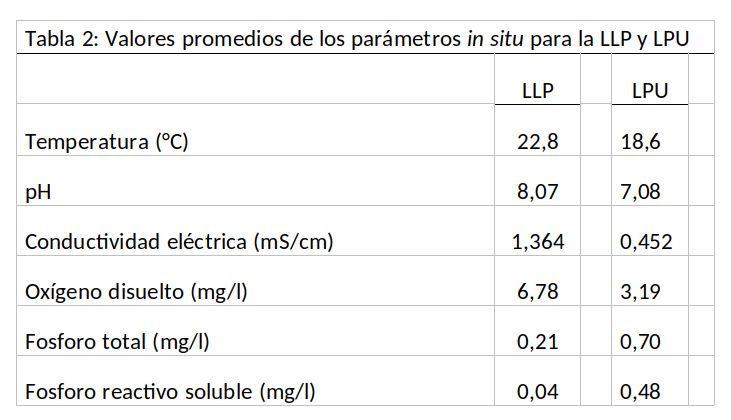 Tabla 2: Valores promedios de los parámetros in situ para la LLP y LPU
LLP LPU
Temperatura (°C) 22,8 18,6
pH 8,07 7,08
Conductividad eléctrica (mS/cm) 1,364 0,452
Oxígeno disuelto (mg/l) 6,78 3,19
Fosforo total (mg/l) 0,21 0,70
Fosforo reactivo soluble (mg/l) 0,04 0,48